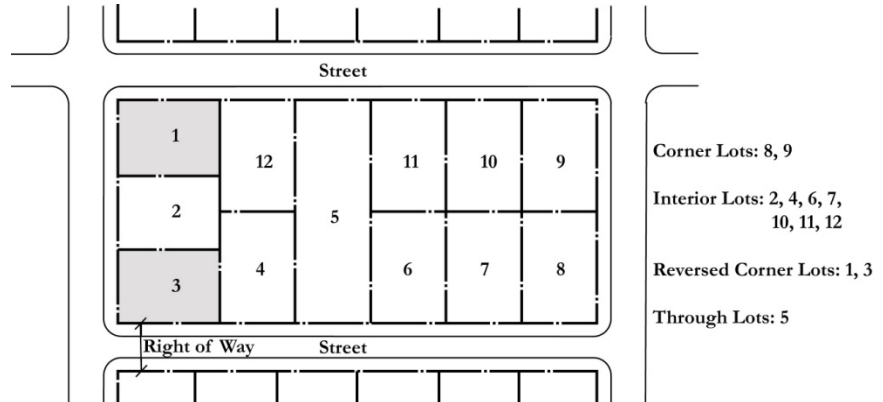 Street
1
12
11
10
9
2
5
3
4
6
7
8
Right of Way
Street
Corner Lots: 8, 9
Interior Lots: 2, 4, 6, 7,
10, 11, 12
Reversed Corner Lots: 1, 3
Through Lots: 5